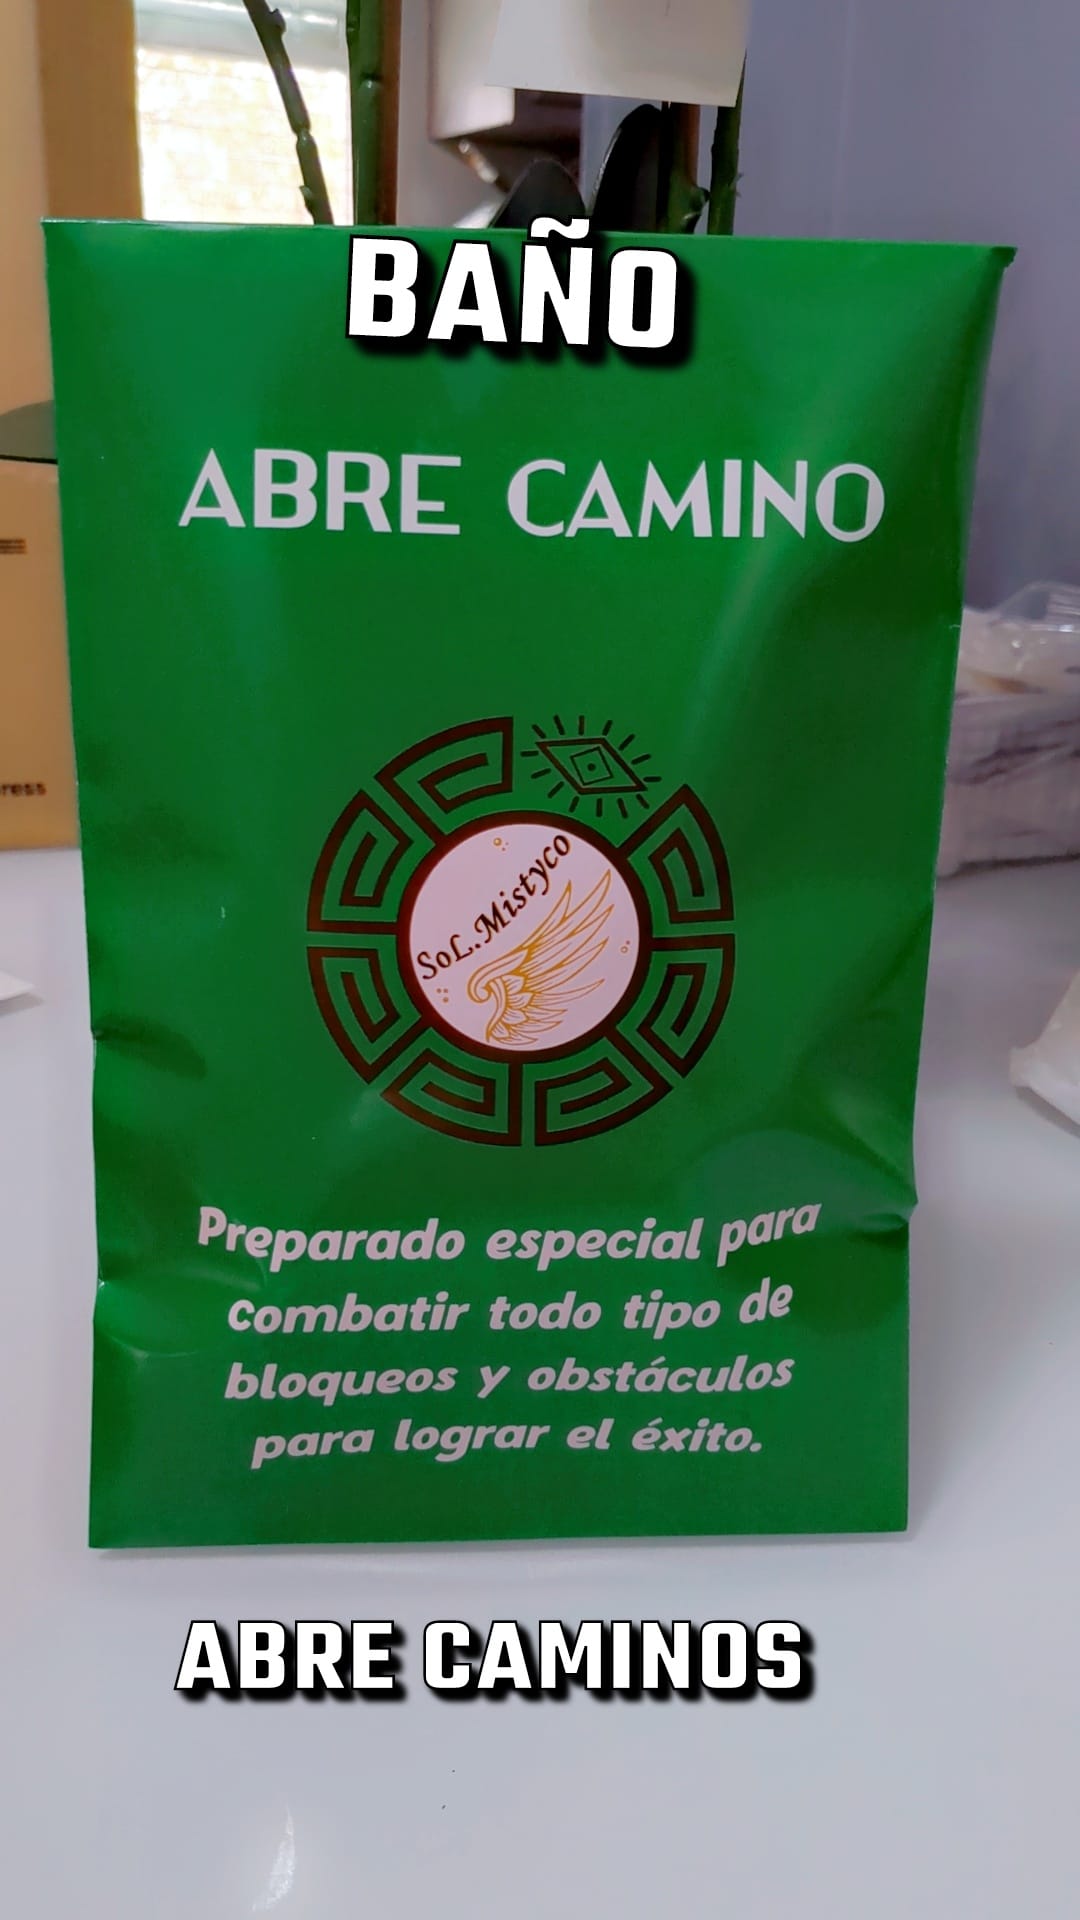 BAÑO
ABRE CAMINO
SoL.Mistyco
Preparado especial para
combatir todo tipo de
bloqueos y obstáculos
para lograr el éxito.
ABRE CAMINOS
ress